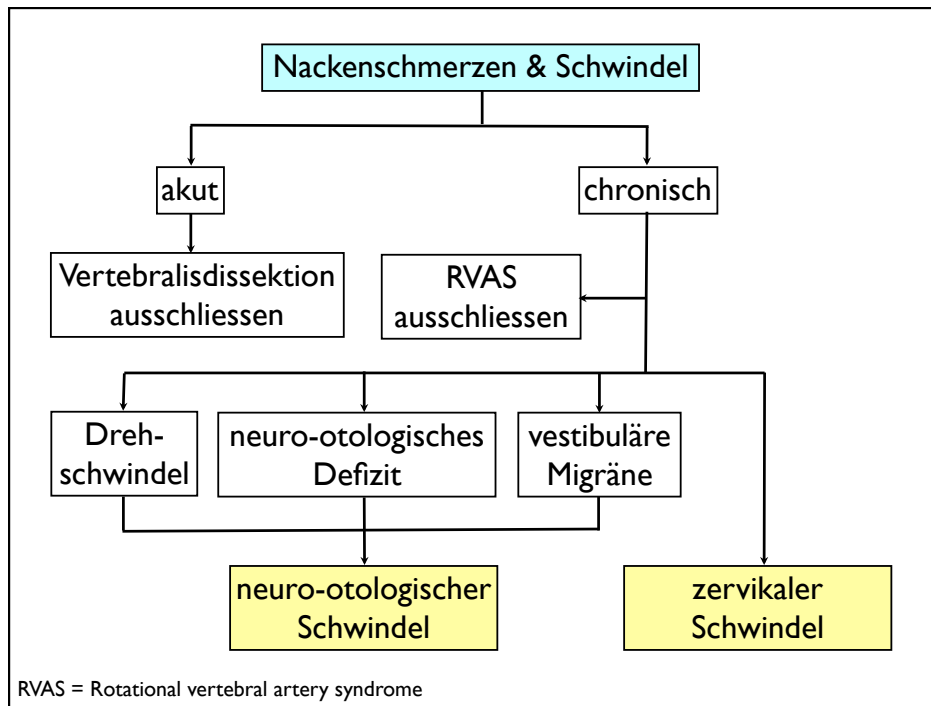 Nackenschmerzen & Schwindel
akut
chronisch
Vertebralisdissektion
ausschliessen
RVAS
ausschliessen
Dreh-
schwindel
neuro-otologisches
Defizit
vestibuläre
Migräne
neuro-otologischer
Schwindel
zervikaler
Schwindel
RVAS = Rotational vertebral artery syndrome